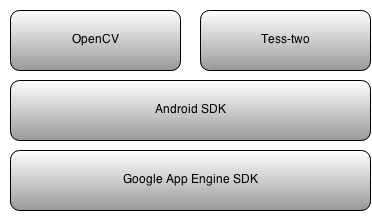 OpenCV
Tess-two
Android SDK
Google App Engine SDK